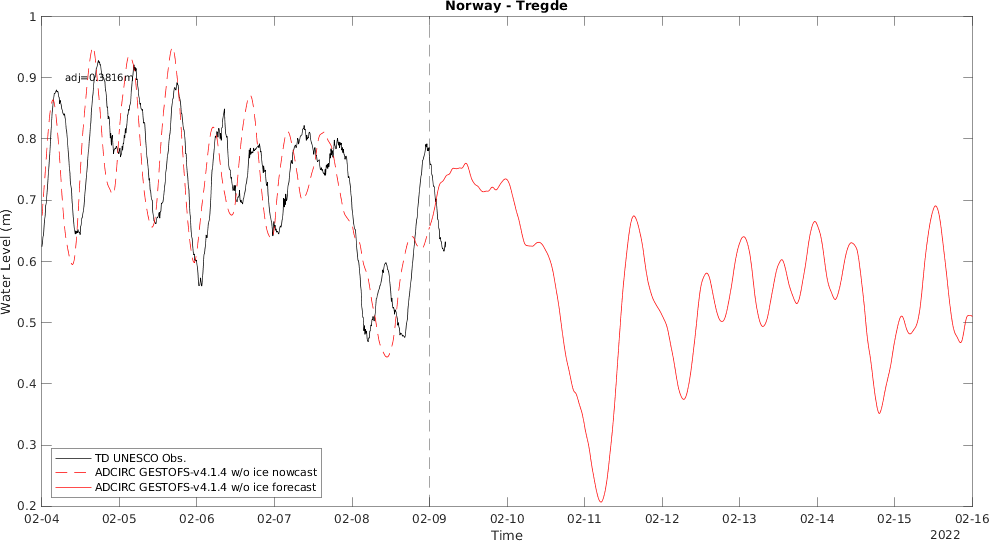 Norway - Tregde
1
0.9
adj=0.3816m
0.8
0.7
0.6
0.5
0.4
0.3
0.2
Water Level (m)
TD UNESCO Obs.
ADCIRC GESTOFS-v4.1.4 w/o ice nowcast
ADCIRC GESTOFS-v4.1.4 w/o ice forecast
02-04 02-05 02-06 02-07 02-08 02-09 02-10 02-11 02-12 02-13 02-14 02-15 02-16
Time
2022